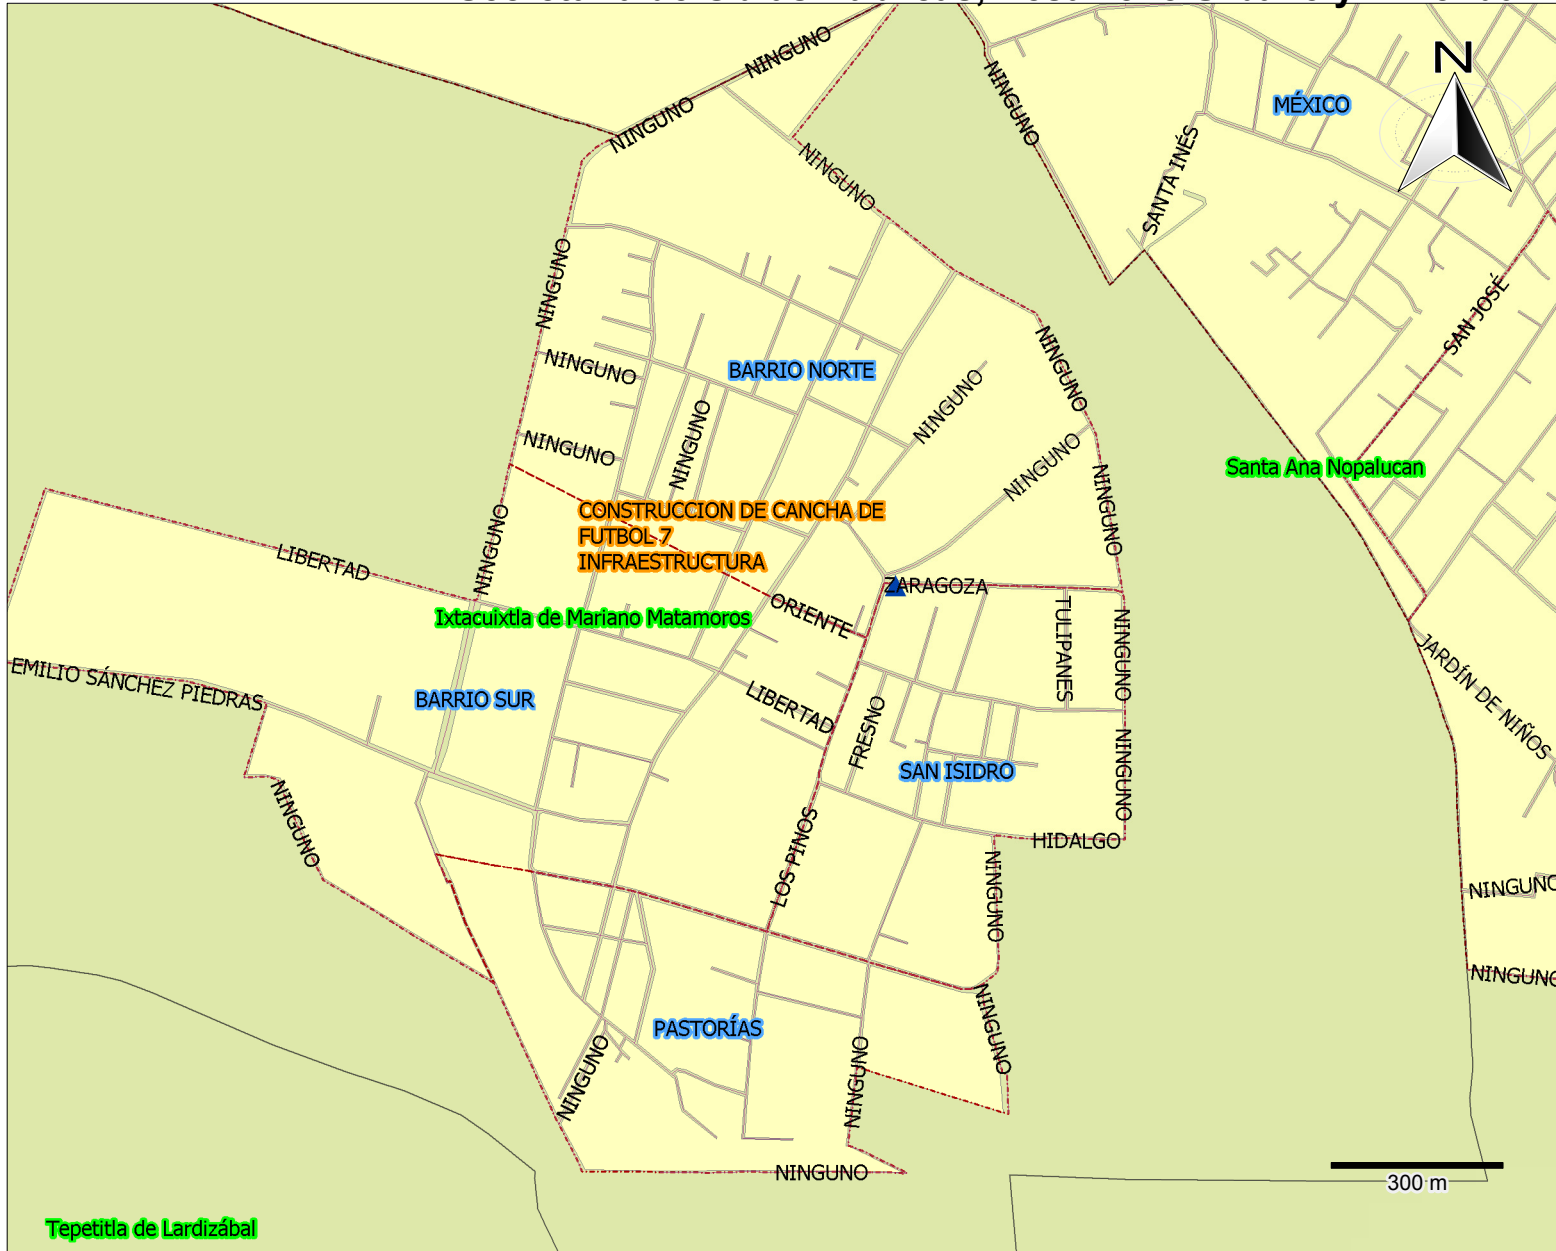 NINGUNO
N
NINGUNO
MÉXICO
NINGUNO
SANTA INÉS
NINGUNO
NINGUNO
SAN JOSÉ
NINGUNO
NINGUNO
BARRIO NORTE
NINGUNO
NINGUNO
NINGUNO
NINGUNO
NINGUNO
Santa Ana Nopalucan
NINGUNO
CONSTRUCCION DE CANCHA DE
FUTBOL 7
INFRAESTRUCTURA
NINGUNO
LIBERTAD
ZARAGOZA
ORIENTE
Ixtacuixtla de Mariano Matamoros
TULIPANES
NINGUNO
EMILIO SÁNCHEZ PIEDRAS
BARRIO SUR
LIBERTAD
FRESNO
JARDÍN DE NIÑOS
SAN ISIDRO
NINGUNO
NINGUNO
HIDALGO
LOS PINOS
NINGUNO
NINGUNO
NINGUNO
PASTORÍAS
NINGUNO
NINGUNO
NINGUNO
NINGUNO
300 m
Tepetitla de Lardizábal